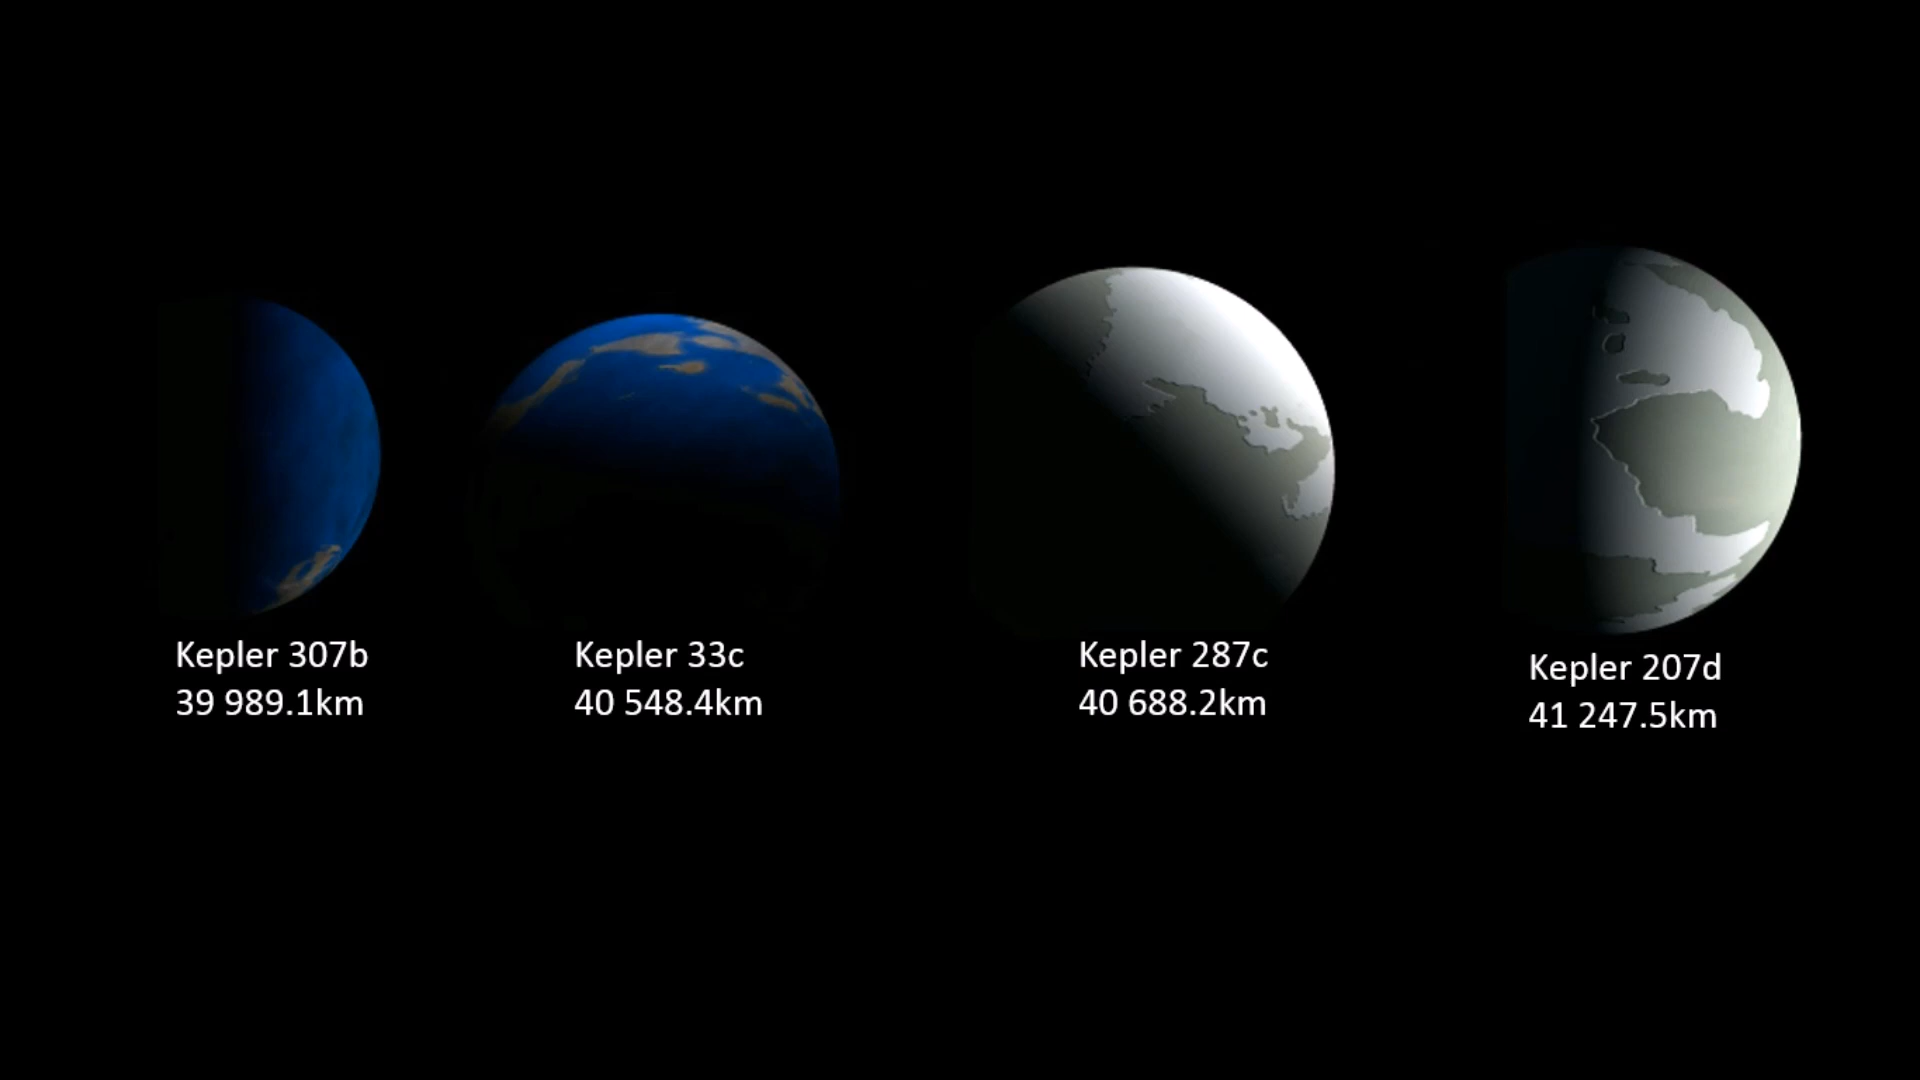 Kepler 307b
39 989.1km
Kepler 33c
40 548.4km
Kepler 287c
40 688.2km
Kepler 207d
41 247.5km